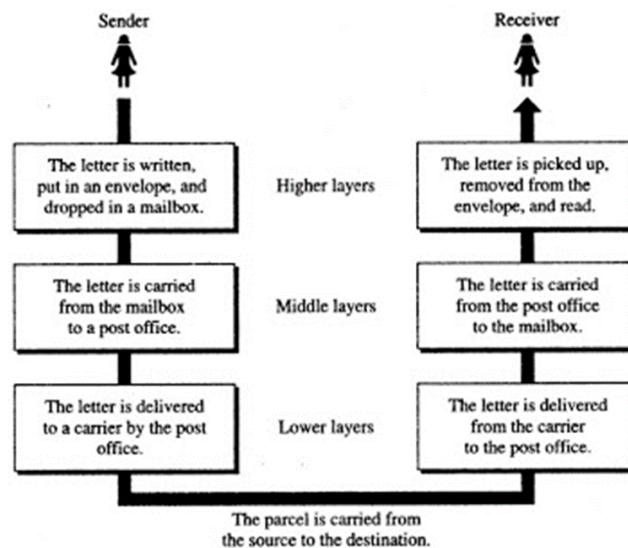 Sender
Receiver
The letter is written,
put in an envelope, and
dropped in a mailbox.
Higher layers
The letter is picked up,
removed from the
envelope, and read.
The letter is carried
from the mailbox
to a post office.
Middle layers
The letter is carried
from the post office
to the mailbox.
The letter is delivered
to a carrier by the post
office.
Lower layers
The letter is delivered
from the carrier
to the post office.
The parcel is carried from
the source to the destination.